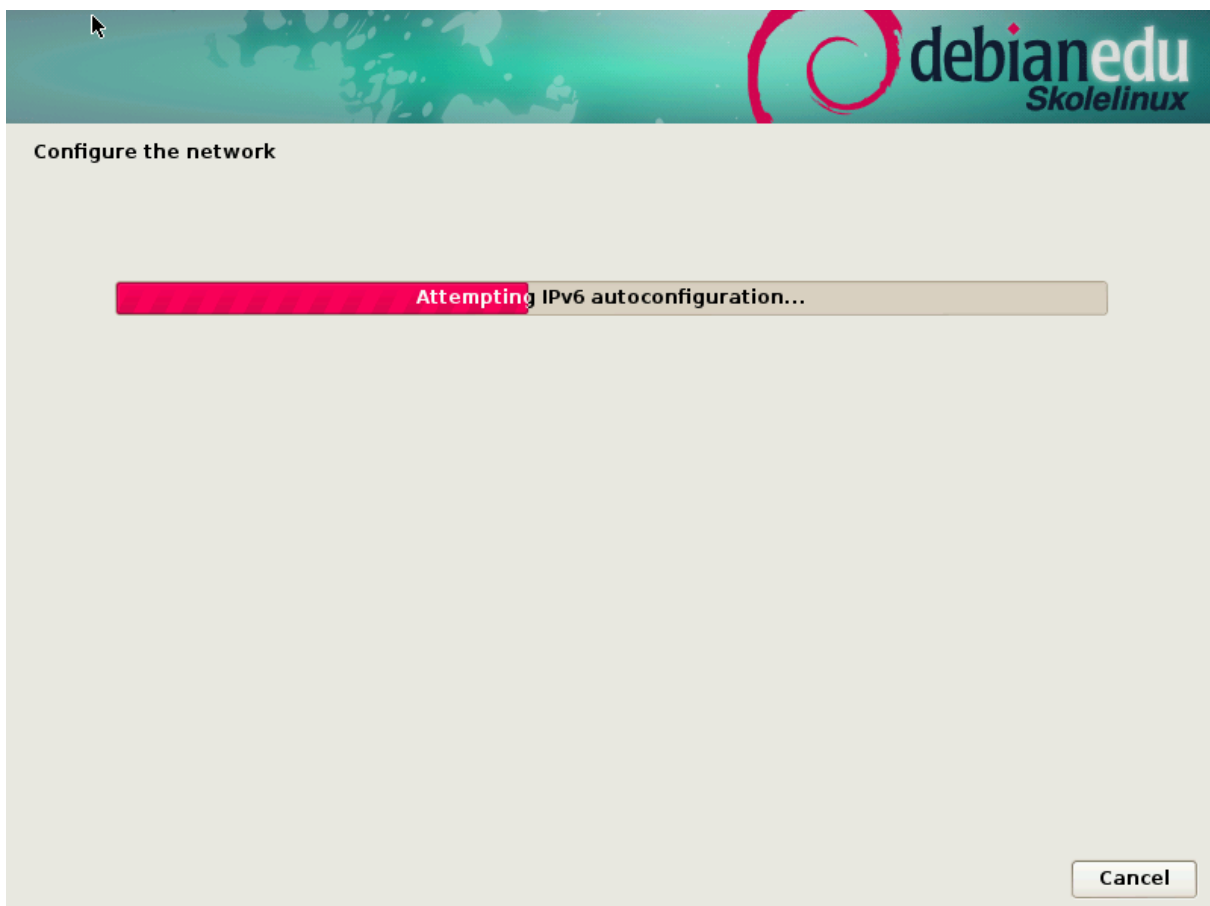 debianedu
Skolelinux
Configure the network
Attempting IPv6 autoconfiguration...
Cancel